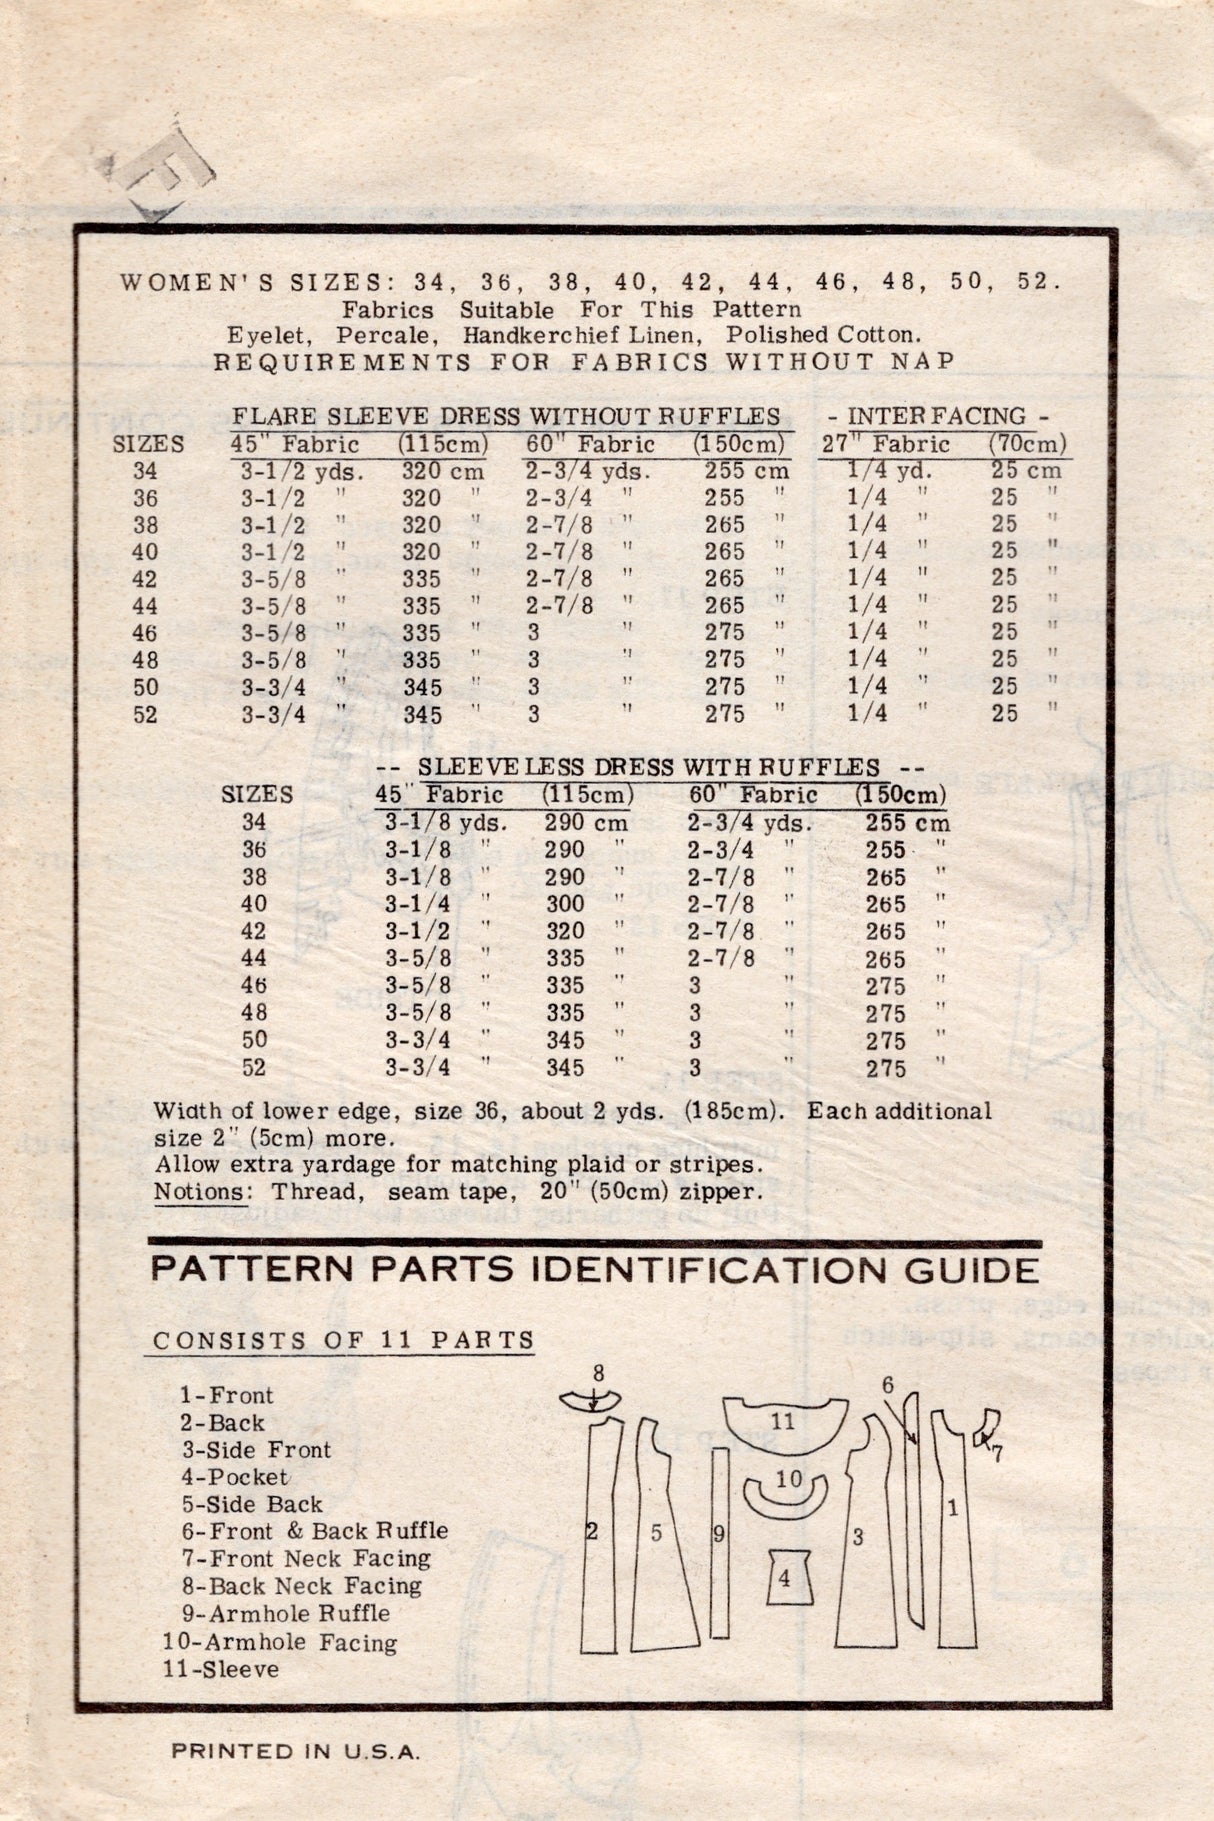 F
WOMEN'S SIZES: 34, 36, 38, 40, 42, 44, 46, 48, 50, 52.
Fabrics Suitable For This Pattern
Eyelet, Percale, Handkerchief Linen, Polished Cotton.
REQUIREMENTS FOR FABRICS WITHOUT NAP
FLARE SLEEVE DRESS WITHOUT RUFFLES - INTERFACING -
SIZES 45" Fabric (115cm) 60" Fabric (150cm) 27" Fabric (70cm)
34 3-1/2 yds. 320 cm 2-3/4 yds. 255 cm 1/4 yd. 25 cm
36 3-1/2 " 320 " 2-3/4 " 255 " 1/4 " 25 "
38 3-1/2 " 320 " 2-7/8 " 265 " 1/4 " 25 "
40 3-1/2 " 320 " 2-7/8 " 265 " 1/4 " 25 "
42 3-5/8 " 335 " 2-7/8 " 265 " 1/4 " 25 "
44 3-5/8 " 335 " 2-7/8 " 265 " 1/4 " 25 "
46 3-5/8 " 335 " 3 " 275 " 1/4 " 25 "
48 3-5/8 " 335 " 3 " 275 " 1/4 " 25 "
50 3-3/4 " 345 " 3 " 275 " 1/4 " 25 "
52 3-3/4 " 345 " 3 " 275 " 1/4 " 25 "
-- SLEEVELESS DRESS WITH RUFFLES --
SIZES 45" Fabric (115cm) 60" Fabric (150cm)
34 3-1/8 yds. 290 cm 2-3/4 yds. 255 cm
36 3-1/8 " 290 " 2-3/4 " 255 "
38 3-1/8 " 290 " 2-7/8 " 265 "
40 3-1/4 " 300 " 2-7/8 " 265 "
42 3-1/2 " 320 " 2-7/8 " 265 "
44 3-5/8 " 335 " 2-7/8 " 265 "
46 3-5/8 " 335 " 3 " 275 "
48 3-5/8 " 335 " 3 " 275 "
50 3-3/4 " 345 " 3 " 275 "
52 3-3/4 " 345 " 3 " 275 "
Width of lower edge, size 36, about 2 yds. (185cm). Each additional
size 2" (5cm) more.
Allow extra yardage for matching plaid or stripes.
Notions: Thread, seam tape, 20" (50cm) zipper.
PATTERN PARTS IDENTIFICATION GUIDE
CONSISTS OF 11 PARTS
1-Front
2-Back
3-Side Front
4-Pocket
5-Side Back
6-Front & Back Ruffle
7-Front Neck Facing
8-Back Neck Facing
9-Armhole Ruffle
10-Armhole Facing
11-Sleeve
8
6
11
7
10
1
2
5
9
3
4
PRINTED IN U.S.A.